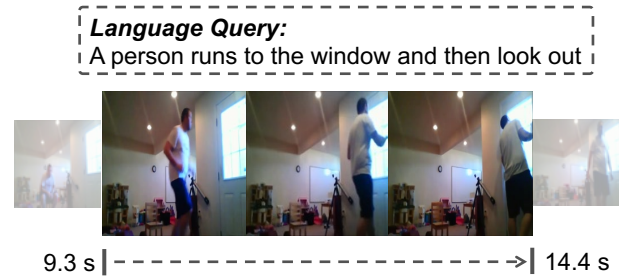 Language Query:
A person runs to the window and then look out
9.3 s
14.4 s